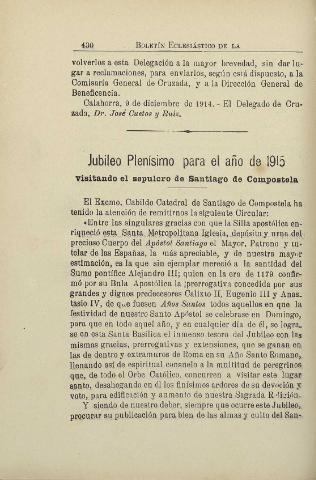 430 BOLETÍN ECLESIÁSTICO DE LA
volverlos a esta Delegación a la mayor brevedad, sin dar lu-
gar a reclamaciones, para enviarlos, según está dispuesto, a la
Comisaría General de Cruzada, y a la Dirección General de
Beneficencia.
Calahorra, 9 de diciembre de 1914. - El Delegado de Cru-
zada, Dr. José Cuetos y Ruiz.
Jubileo Plenísimo para el año de 1915
visitando el sepulcro de Santiago de Compostela
El Excmo. Cabildo Catedral de Santiago de Compostela ha
tenido la atención de remitirnos la siguiente Circular:
«Entre las singulares gracias con que la Silla apostólica en-
riqueció esta Santa Metropolitana Iglesia, depósito y urna del
precioso Cuerpo del Apóstol Santiago el Mayor, Patrono y tu-
telar de las Españas, la más apreciable, y de nuestra mayor
estimación, es la que sin ejemplar mereció a la santidad del
Sumo pontífice Alejandro III; quien en la era de 1179 confir-
mó por su Bula Apostólica la prerrogativa concedida por sus
grandes y dignos predecesores Calixto II, Eugenio III y Anas-
tasio IV, de que fuesen Años Santos todos aquellos en que la
festividad de nuestro Santo Apóstol se celebrase en Domingo,
para que en todo aquel año, y en cualquier día de él, se logra-
se en esta Santa Basílica el inmenso tesoro del Jubileo con las
mismas gracias, prerrogativas y extensiones, que se ganan en
las de dentro y extramuros de Roma en su Año Santo Romano,
llenando así de espiritual consuelo a la multitud de peregrinos
que, de todo el Orbe Católico, concurren a visitar este lugar
santo, desahogando en él los finísimos ardores de su devoción y
voto, para edificación y aumento de nuestra Sagrada Religión.
Y siendo de nuestro deber, siempre que ocurre este Jubileo,
procurar su publicación para bien de las almas y culto del San-